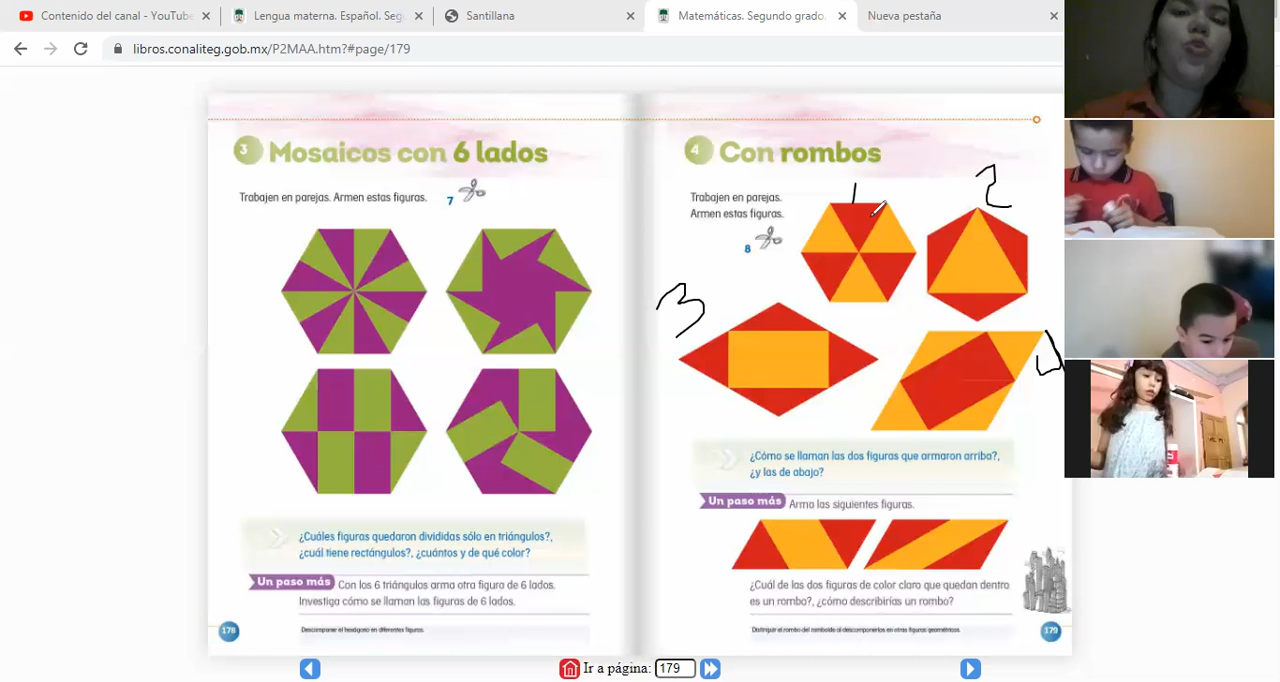 Contenido del canal - YouTube
Lengua materna. Español. Seg
Santillana
Matemáticas. Segundo grado.
Nueva pestaña
libros.conaliteg.gob.mx/P2MAA.htm?#page/179
3 Mosaicos con 6 lados
Trabajen en parejas. Armen estas figuras.
7
¿Cuáles figuras quedaron divididas sólo en triángulos?,
¿cuál tiene rectángulos?, ¿cuántos y de qué color?
Un paso más Con los 6 triángulos arma otra figura de 6 lados.
Investiga cómo se llaman las figuras de 6 lados.
178
Descomponer el hexágono en diferentes figuras.
4 Con rombos
Trabajen en parejas.
Armen estas figuras.
8
1
2
3
4
¿Cómo se llaman las dos figuras que armaron arriba?,
¿y las de abajo?
Un paso más Arma las siguientes figuras.
¿Cuál de las dos figuras de color claro que quedan dentro
es un rombo?, ¿cómo describirías un rombo?
Distinguir el rombo del romboide al descomponerlos en otras figuras geométricas.
179
Ir a página: 179